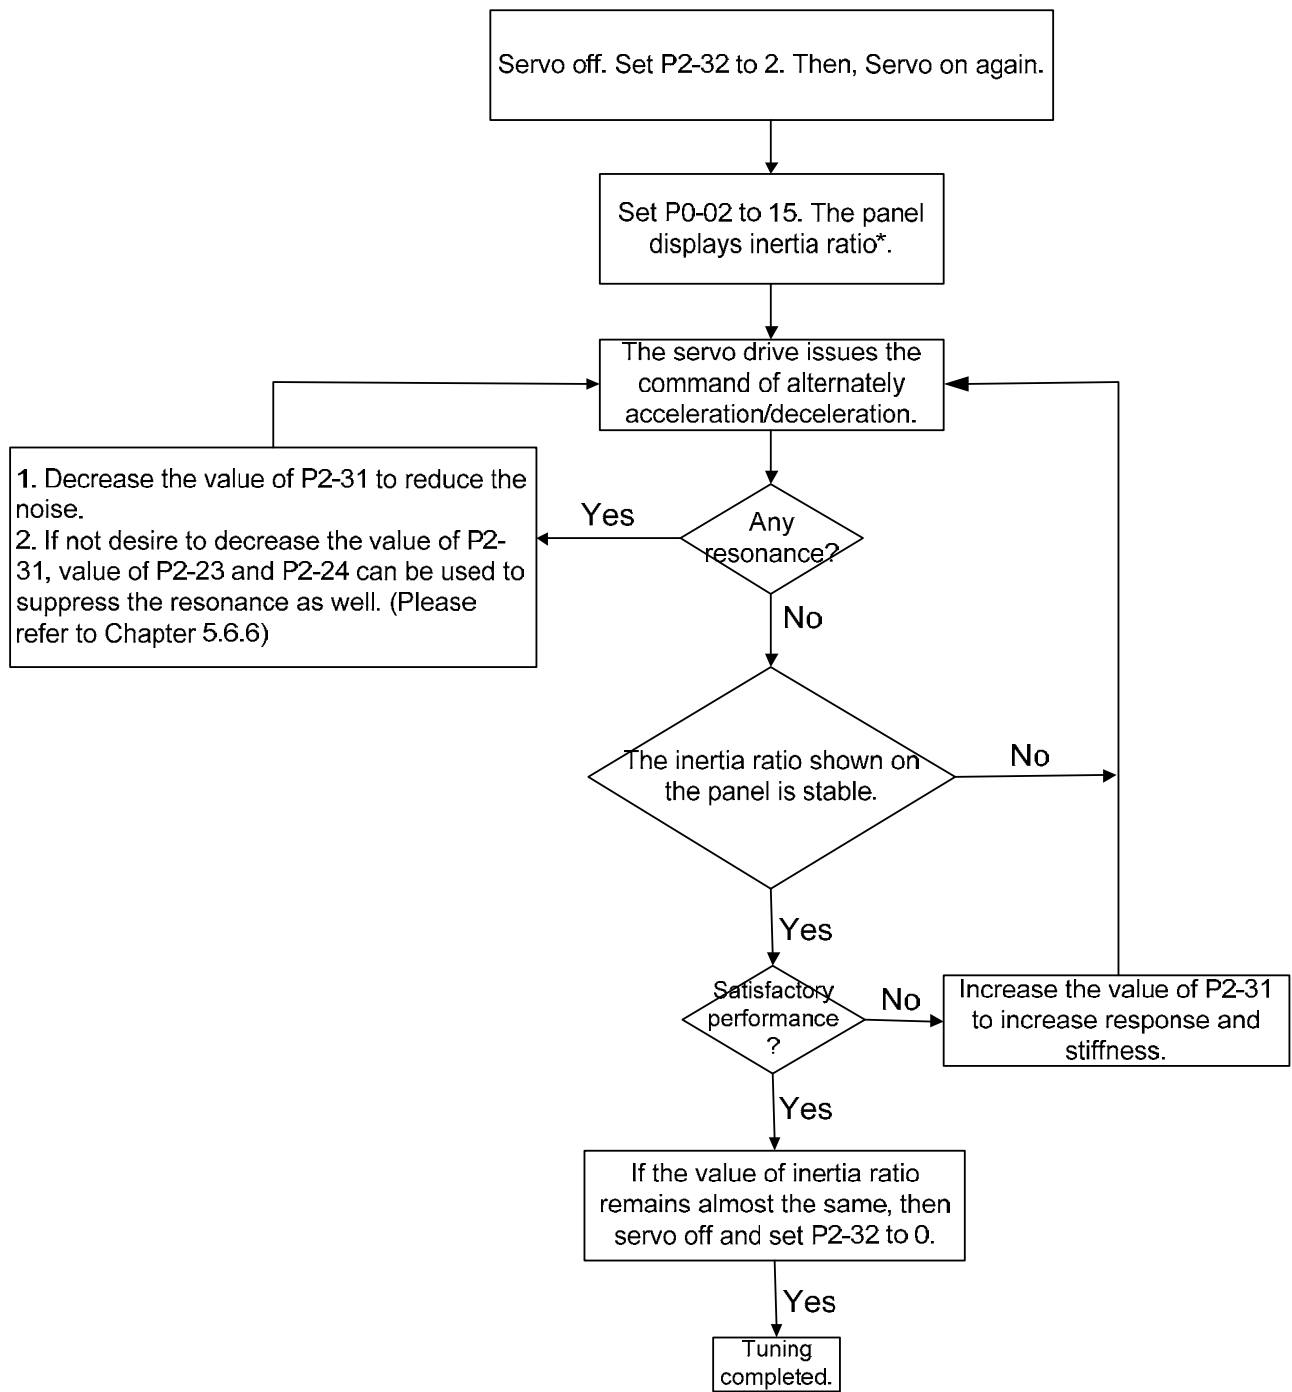 Servo off. Set P2-32 to 2. Then, Servo on again.
Set P0-02 to 15. The panel
displays inertia ratio*.
The servo drive issues the
command of alternately
acceleration/deceleration.
1. Decrease the value of P2-31 to reduce the
noise.
2. If not desire to decrease the value of P2-
31, value of P2-23 and P2-24 can be used to
suppress the resonance as well. (Please
refer to Chapter 5.6.6)
Yes
Any
resonance?
No
The inertia ratio shown on
the panel is stable.
No
Yes
Satisfactory
performance
?
No
Increase the value of P2-31
to increase response and
stiffness.
Yes
If the value of inertia ratio
remains almost the same, then
servo off and set P2-32 to 0.
Yes
Tuning
completed.